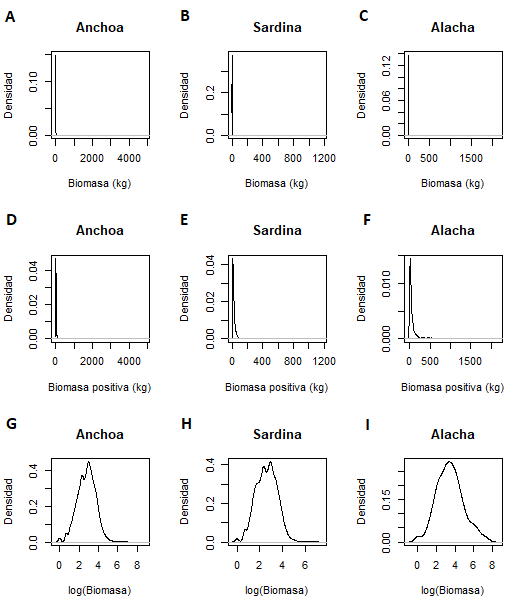 A Anchoa
Densidad
0.00 0.10
0 2000 4000
Biomasa (kg)
B Sardina
Densidad
0.0 0.2
0 400 800 1200
Biomasa (kg)
C Alacha
Densidad
0.00 0.06 0.12
0 500 1500
Biomasa (kg)
D Anchoa
Densidad
0.00 0.02 0.04
0 2000 4000
Biomasa positiva (kg)
E Sardina
Densidad
0.00 0.02 0.04
0 400 800 1200
Biomasa positiva (kg)
F Alacha
Densidad
0.000 0.010
0 500 1500
Biomasa positiva (kg)
G Anchoa
Densidad
0.0 0.2 0.4
0 2 4 6 8
log(Biomasa)
H Sardina
Densidad
0.0 0.2 0.4
0 2 4 6
log(Biomasa)
I Alacha
Densidad
0.00 0.15
0 2 4 6 8
log(Biomasa)